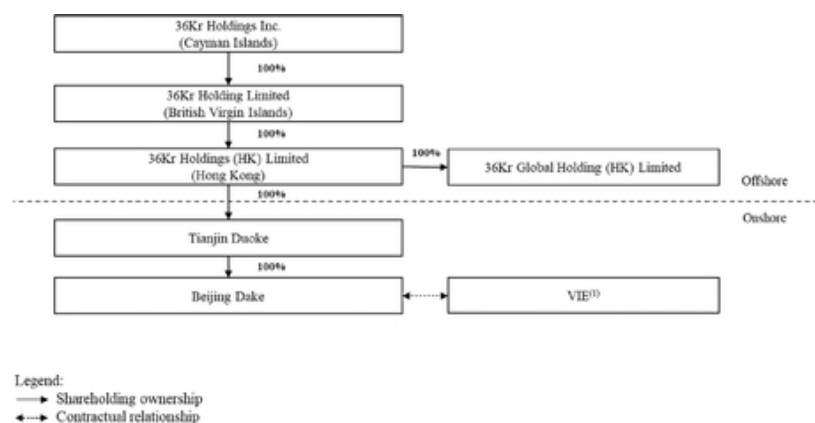 36Kr Holdings Inc.
(Cayman Islands)
100%
36Kr Holding Limited
(British Virgin Islands)
100%
36Kr Holdings (HK) Limited
(Hong Kong)
100%
36Kr Global Holding (HK) Limited
Offshore
100%
Onshore
Tianjin Duoke
100%
Beijing Dake
VIE(1)
Legend:
Shareholding ownership
Contractual relationship